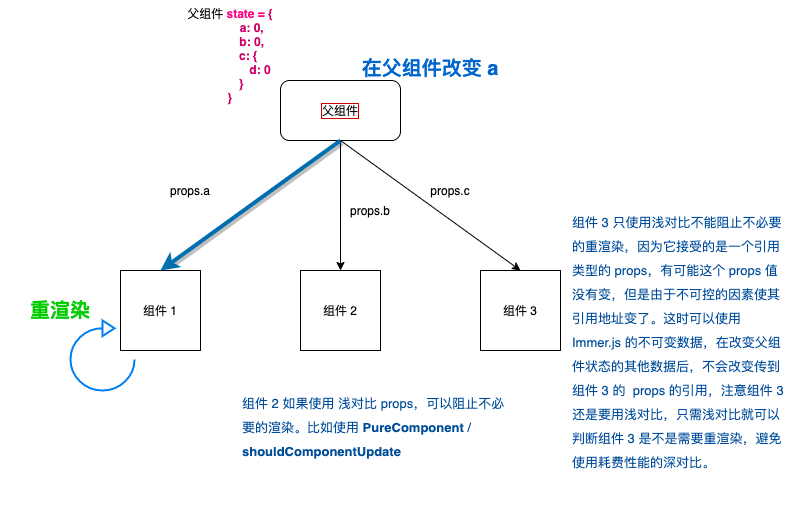 父组件 state = {
a: 0,
b: 0,
c: {
d: 0
}
}
在父组件改变 a
父组件
props.a
props.b
props.c
重渲染
组件 1
组件 2
组件 3
组件 2 如果使用 浅对比 props，可以阻止不必
要的渲染。比如使用 PureComponent /
shouldComponentUpdate
组件 3 只使用浅对比不能阻止不必要
的重渲染，因为它接受的是一个引用
类型的 props，有可能这个 props 值
没有变，但是由于不可控的因素使其
引用地址变了。这时可以使用
Immer.js 的不可变数据，在改变父组
件状态的其他数据后，不会改变传到
组件 3 的 props 的引用，注意组件 3
还是要用浅对比，只需浅对比就可以
判断组件 3 是不是需要重渲染，避免
使用耗费性能的深对比。